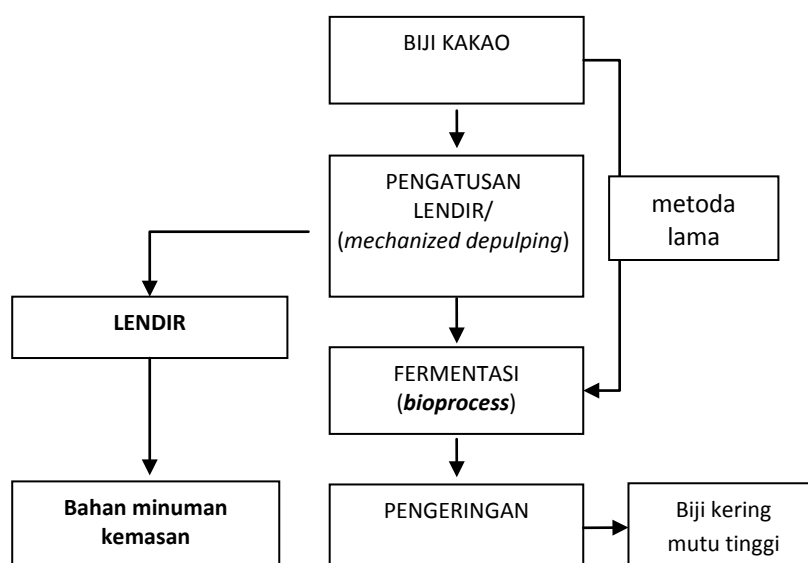 BIJI KAKAO
PENGATUSAN
LENDIR/
(mechanized depulping)
metoda
lama
LENDIR
FERMENTASI
(bioprocess)
Bahan minuman
kemasan
PENGERINGAN
Biji kering
mutu tinggi